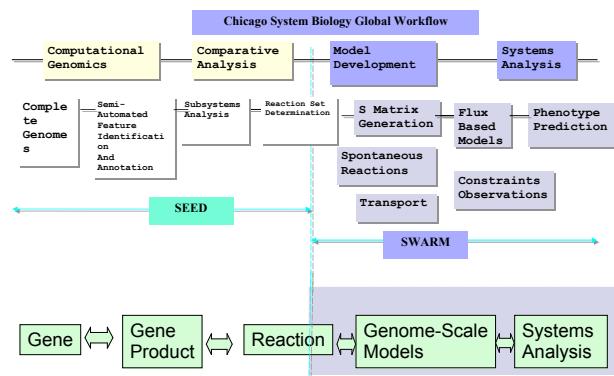 Chicago System Biology Global Workflow
Computational
Genomics
Comparative
Analysis
Model
Development
Systems
Analysis
Comple
te
Genome
s
Semi-
Automated
Feature
Identificati
on
And
Annotation
Subsystems
Analysis
Reaction Set
Determination
S Matrix
Generation
Flux
Based
Models
Phenotype
Prediction
Spontaneous
Reactions
Transport
Constraints
Observations
SEED
SWARM
Gene
Gene
Product
Reaction
Genome-Scale
Models
Systems
Analysis